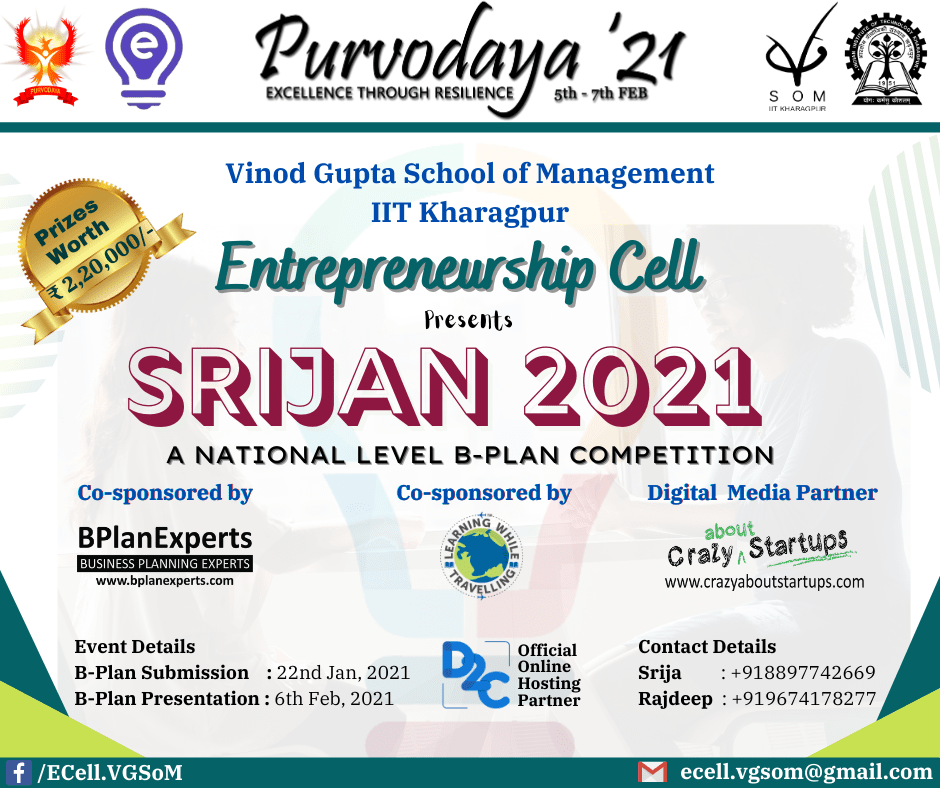 PURVODAYA
e
Purvodaya '21
EXCELLENCE THROUGH RESILIENCE 5th - 7th FEB
SOM
IIT KHARAGPUR
1951
Vinod Gupta School of Management
IIT Kharagpur
Prizes
Worth
₹ 2,20,000/-
Entrepreneurship Cell
Presents
SRIJAN 2021
A NATIONAL LEVEL B-PLAN COMPETITION
Co-sponsored by
BPlanExperts
BUSINESS PLANNING EXPERTS
www.bplanexperts.com
Co-sponsored by
LEARNING WHILE
TRAVELLING
Digital Media Partner
about
Crazy ^ Startups
www.crazyaboutstartups.com
Event Details
B-Plan Submission : 22nd Jan, 2021
B-Plan Presentation : 6th Feb, 2021
D2C
Official
Online
Hosting
Partner
Contact Details
Srija : +918897742669
Rajdeep : +919674178277
f /ECell.VGSoM
ecell.vgsom@gmail.com